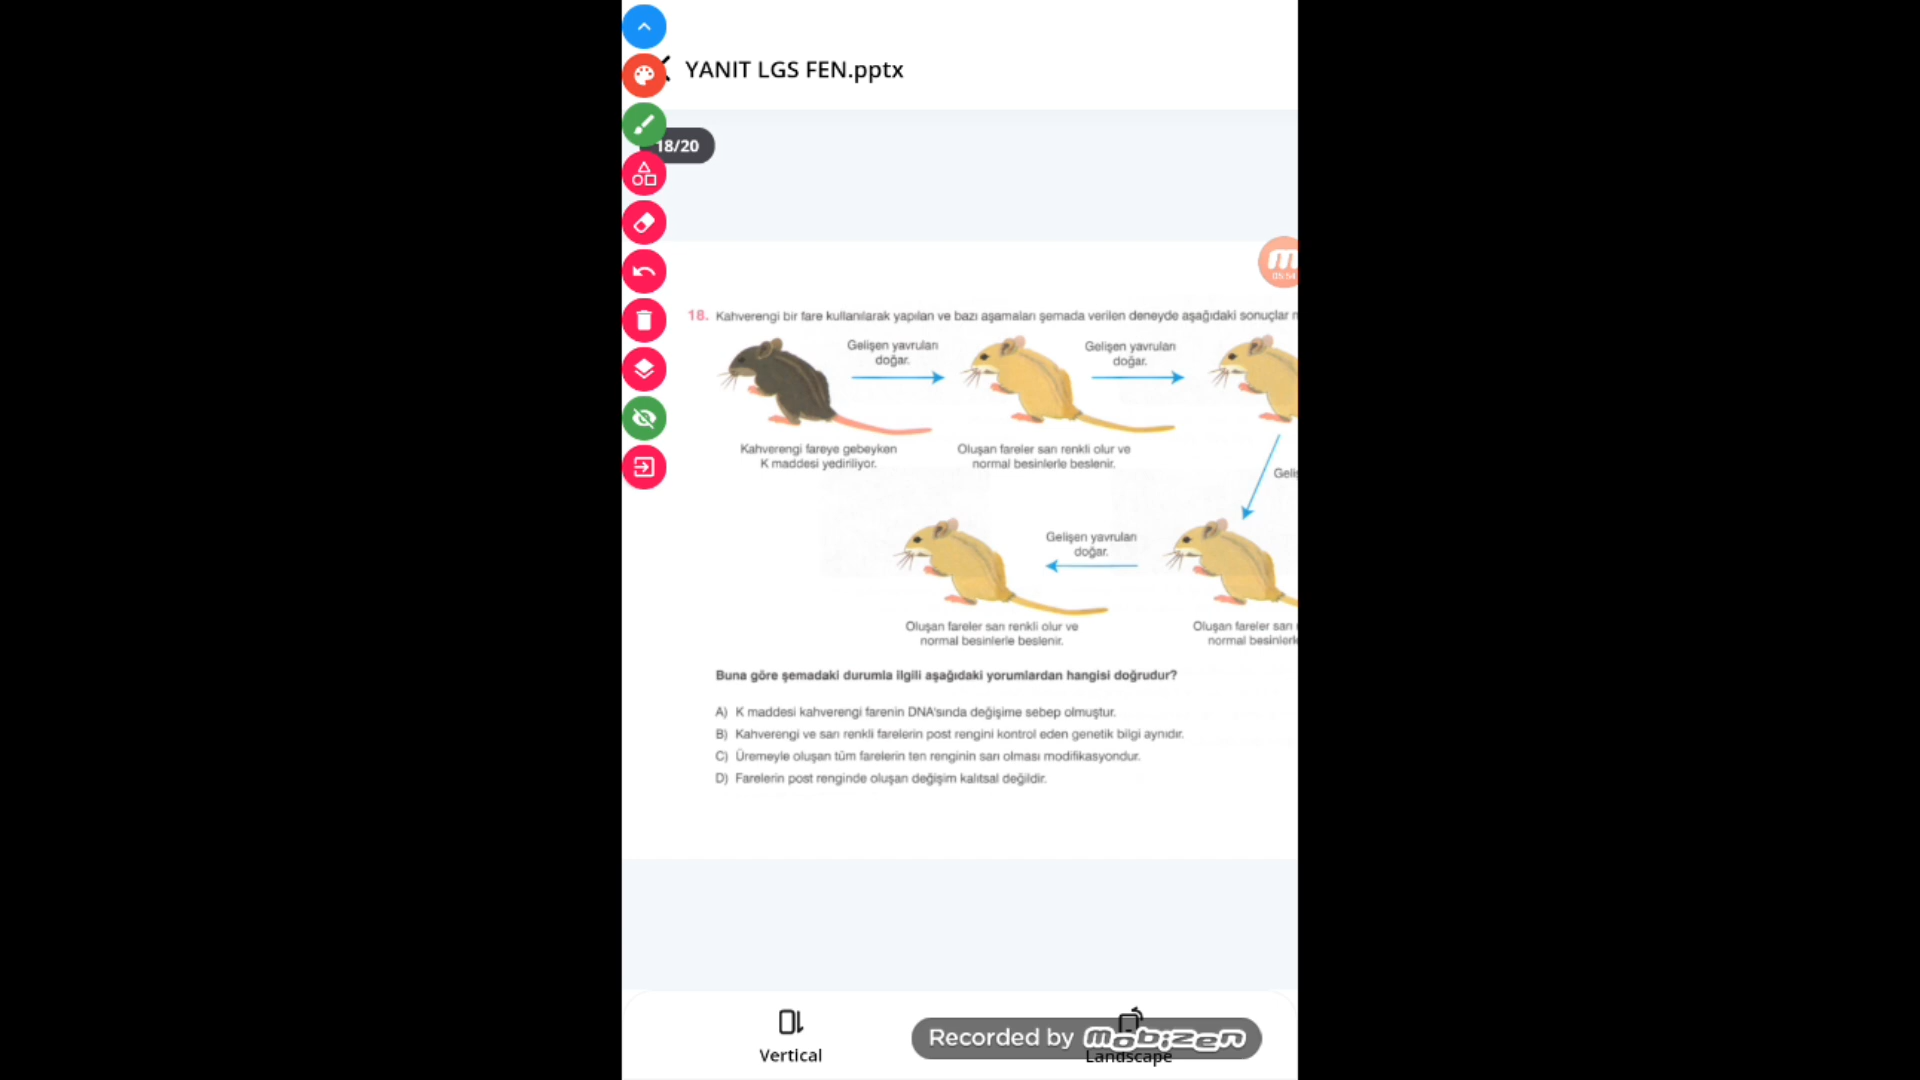 YANIT LGS FEN.pptx
18/20
05:54
18. Kahverengi bir fare kullanılarak yapılan ve bazı aşamaları şemada verilen deneyde aşağıdaki sonuçlar
Gelişen yavruları
doğar.
Gelişen yavruları
doğar.
Kahverengi fareye gebeyken
K maddesi yediriliyor.
Oluşan fareler sarı renkli olur ve
normal besinlerle beslenir.
Gelişen yavruları
doğar.
Oluşan fareler sarı renkli olur ve
normal besinlerle beslenir.
Oluşan fareler sarı
normal
Buna göre şemadaki durumla ilgili aşağıdaki yorumlardan hangisi doğrudur?
A) K maddesi kahverengi farenin DNA'sında değişime sebep olmuştur.
B) Kahverengi ve sarı renkli farelerin post rengini kontrol eden genetik bilgi aynıdır.
C) Üremeyle oluşan tüm farelerin ten renginin sarı olması modifikasyondur.
D) Farelerin post renginde oluşan değişim kalıtsal değildir.
Vertical
Recorded by mobizen
Landscape